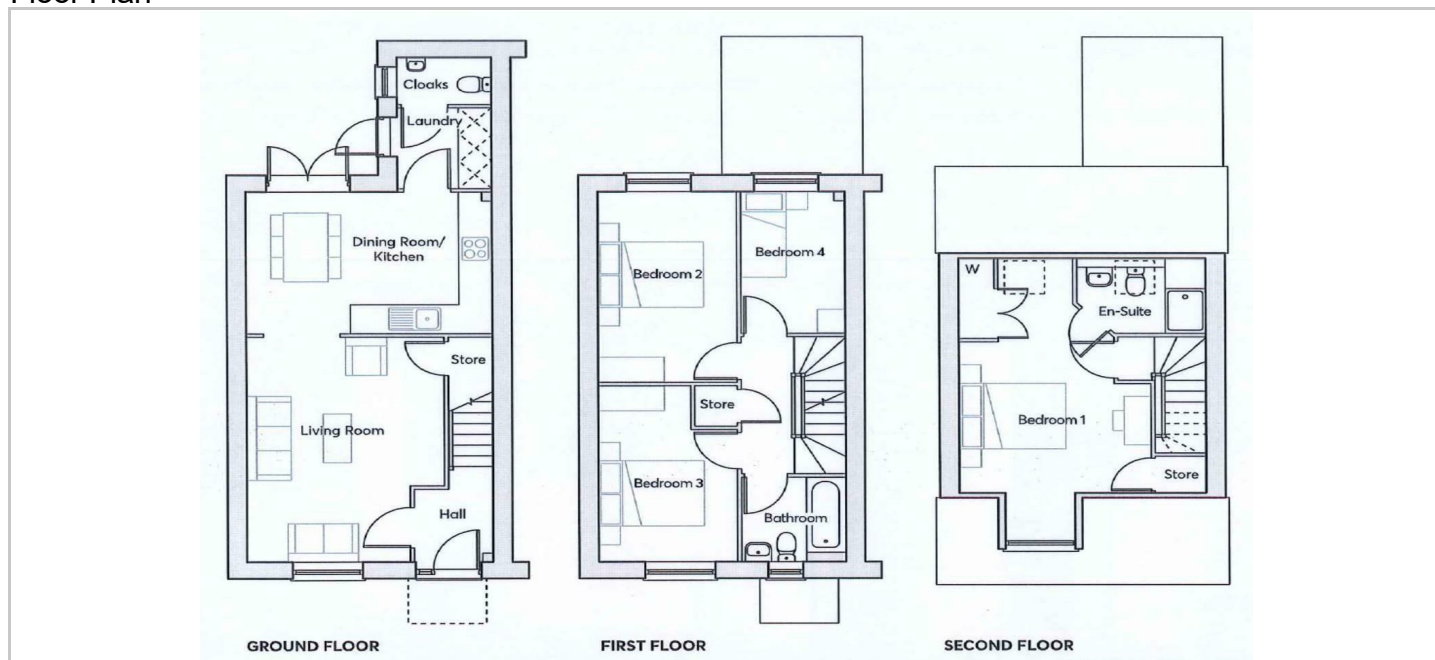 Floor Plan
Cloaks
Laundry
Dining Room/
Kitchen
Store
Living Room
Hall
GROUND FLOOR
Bedroom 2
Bedroom 4
Store
Bedroom 3
Bathroom
FIRST FLOOR
W
En-Suite
Bedroom 1
Store
SECOND FLOOR